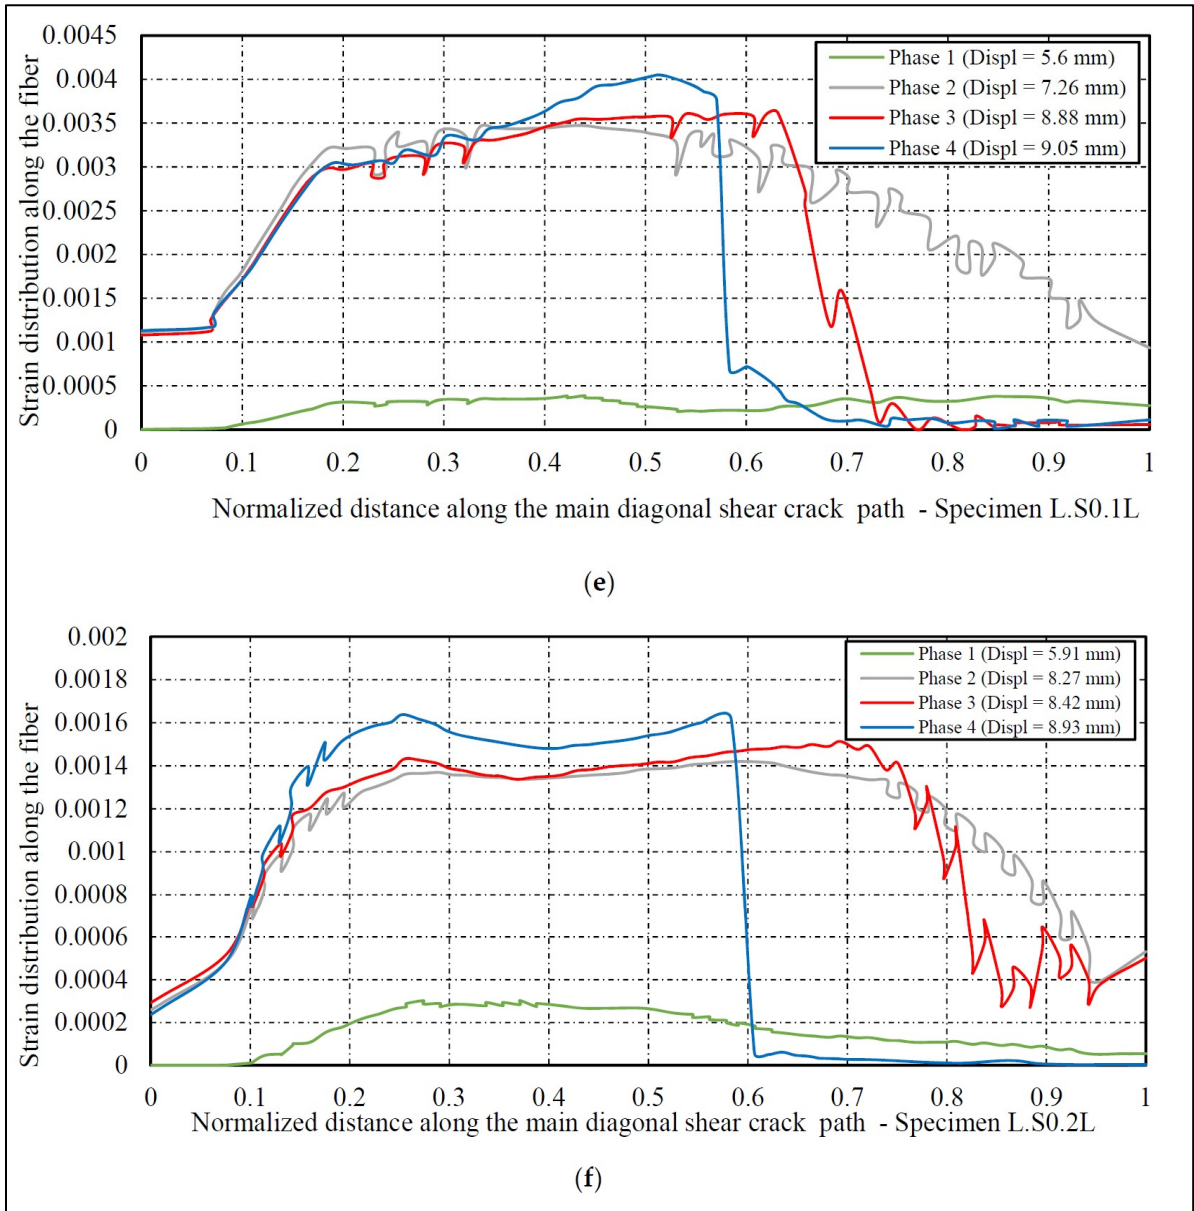 0.0045
0.004
0.0035
0.003
0.0025
0.002
0.0015
0.001
0.0005
0
Strain distribution along the fiber
Phase 1 (Displ = 5.6 mm)
Phase 2 (Displ = 7.26 mm)
Phase 3 (Displ = 8.88 mm)
Phase 4 (Displ = 9.05 mm)
0 0.1 0.2 0.3 0.4 0.5 0.6 0.7 0.8 0.9 1
Normalized distance along the main diagonal shear crack path - Specimen L.S0.1L
(e)
0.002
0.0018
0.0016
0.0014
0.0012
0.001
0.0008
0.0006
0.0004
0.0002
0
Strain distribution along the fiber
Phase 1 (Displ = 5.91 mm)
Phase 2 (Displ = 8.27 mm)
Phase 3 (Displ = 8.42 mm)
Phase 4 (Displ = 8.93 mm)
0 0.1 0.2 0.3 0.4 0.5 0.6 0.7 0.8 0.9 1
Normalized distance along the main diagonal shear crack path - Specimen L.S0.2L
(f)